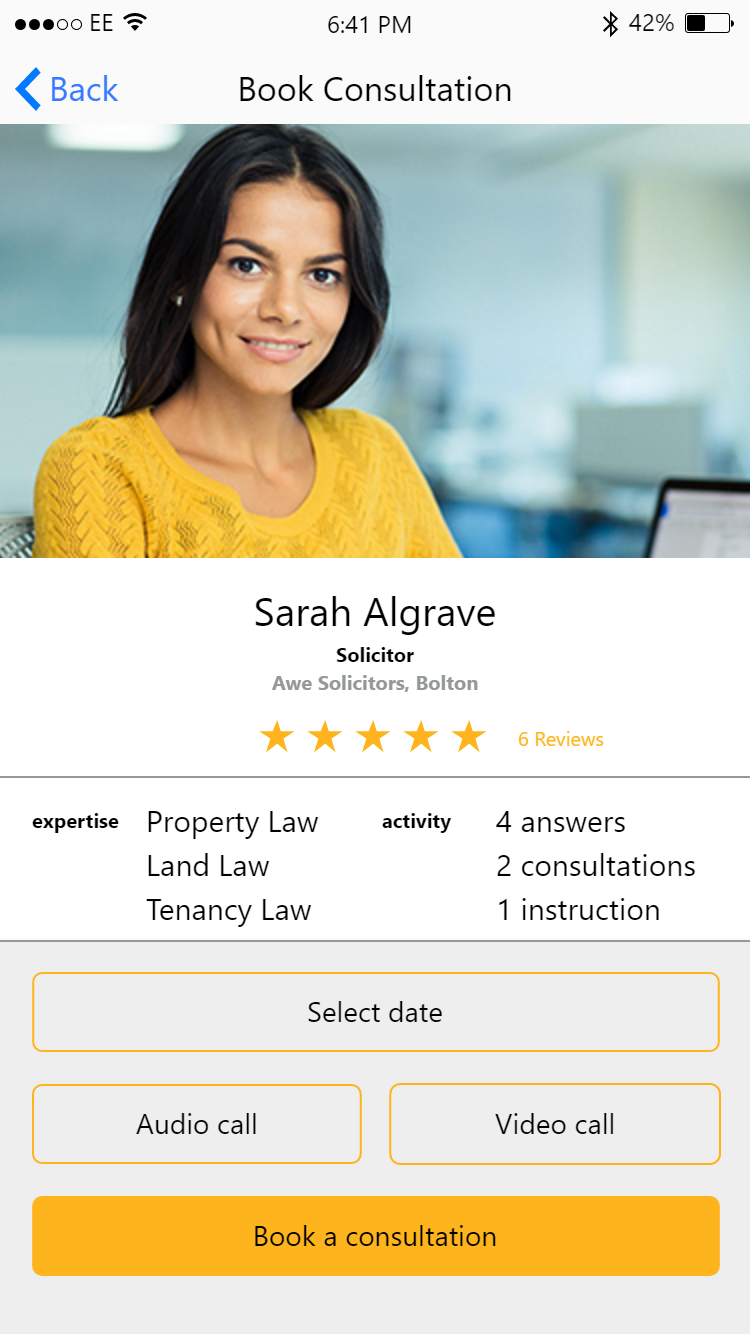 EE 6:41 PM 42%
Back Book Consultation
Sarah Algrave
Solicitor
Awe Solicitors, Bolton
6 Reviews
expertise Property Law activity 4 answers
Land Law 2 consultations
Tenancy Law 1 instruction
Select date
Audio call Video call
Book a consultation